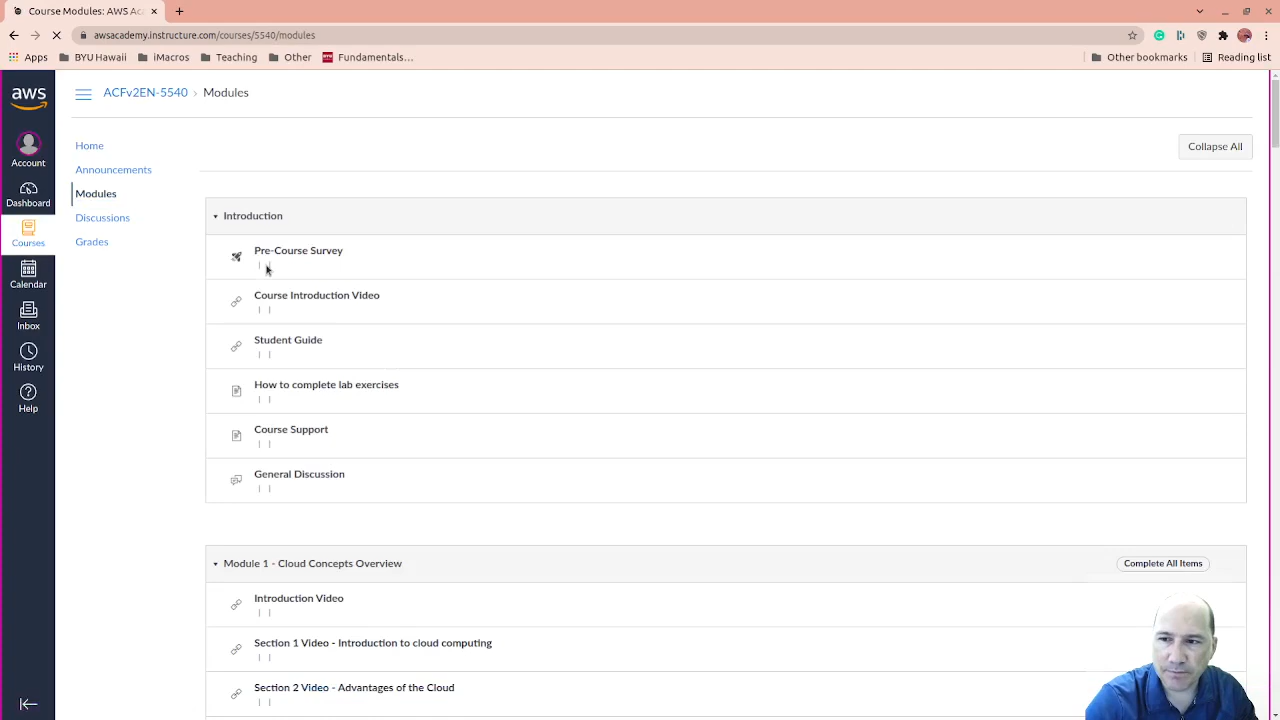 Course Modules: AWS Ac
awsacademy.instructure.com/courses/5540/modules
Apps BYU Hawaii iMacros Teaching Other Fundamentals... Other bookmarks Reading list
aws
Account
Dashboard
Courses
Calendar
Inbox
History
Help
ACFv2EN-5540 › Modules
Home
Announcements
Modules
Discussions
Grades
Collapse All
Introduction
Pre-Course Survey
Course Introduction Video
Student Guide
How to complete lab exercises
Course Support
General Discussion
Module 1 - Cloud Concepts Overview
Complete All Items
Introduction Video
Section 1 Video - Introduction to cloud computing
Section 2 Video - Advantages of the Cloud